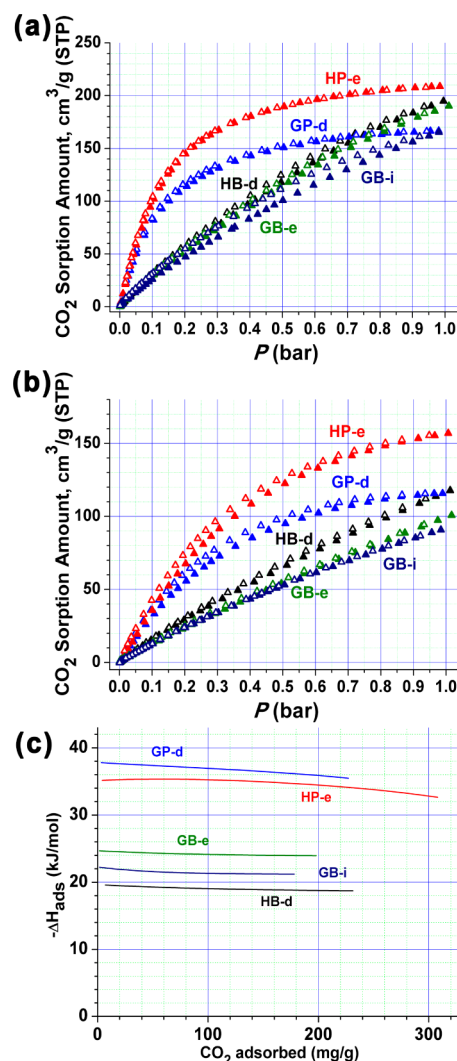 (a)
CO2 Sorption Amount, cm3/g (STP)
250
200
150
100
50
0
HP-e
GP-d
HB-d
GB-i
GB-e
0.0 0.1 0.2 0.3 0.4 0.5 0.6 0.7 0.8 0.9 1.0
P (bar)
(b)
CO2 Sorption Amount, cm3/g (STP)
150
100
50
0
HP-e
GP-d
HB-d
GB-e
GB-i
0.0 0.1 0.2 0.3 0.4 0.5 0.6 0.7 0.8 0.9 1.0
P (bar)
(c)
-ΔHads (kJ/mol)
40
30
20
10
0
GP-d
HP-e
GB-e
GB-i
HB-d
0 100 200 300
CO2 adsorbed (mg/g)